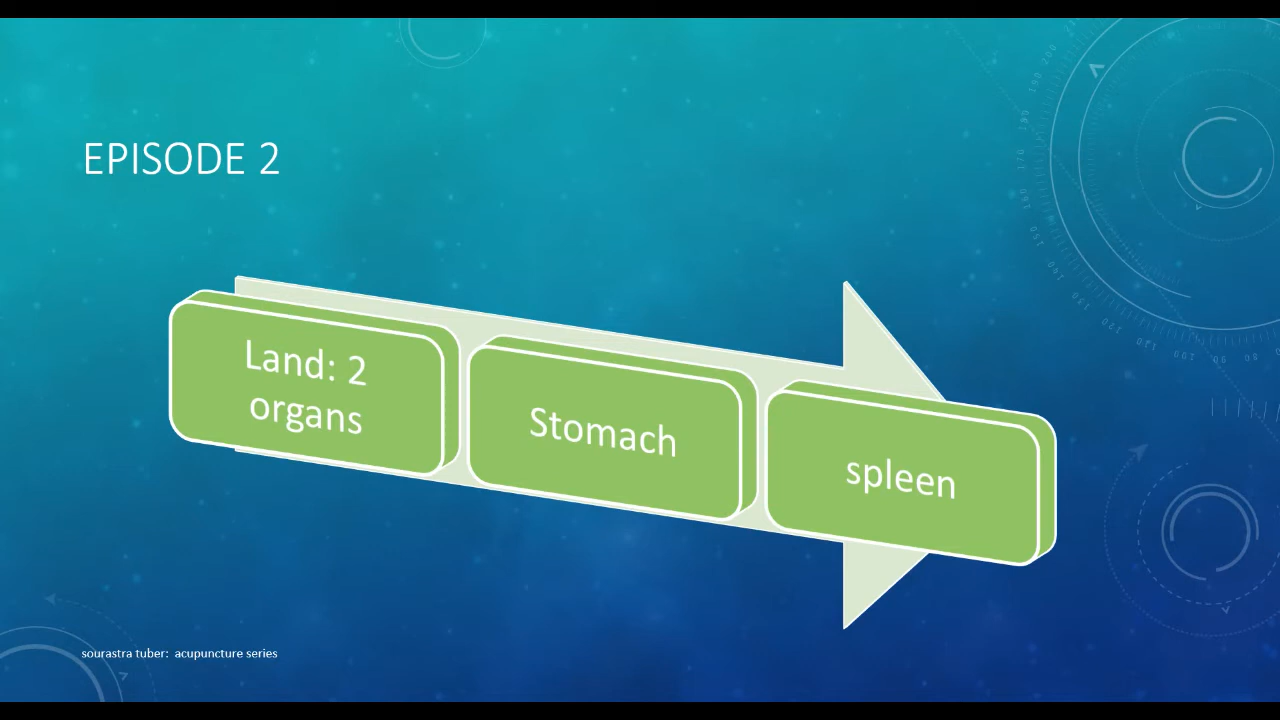 EPISODE 2
Land: 2
organs
Stomach
spleen
sourastra tuber: acupuncture series